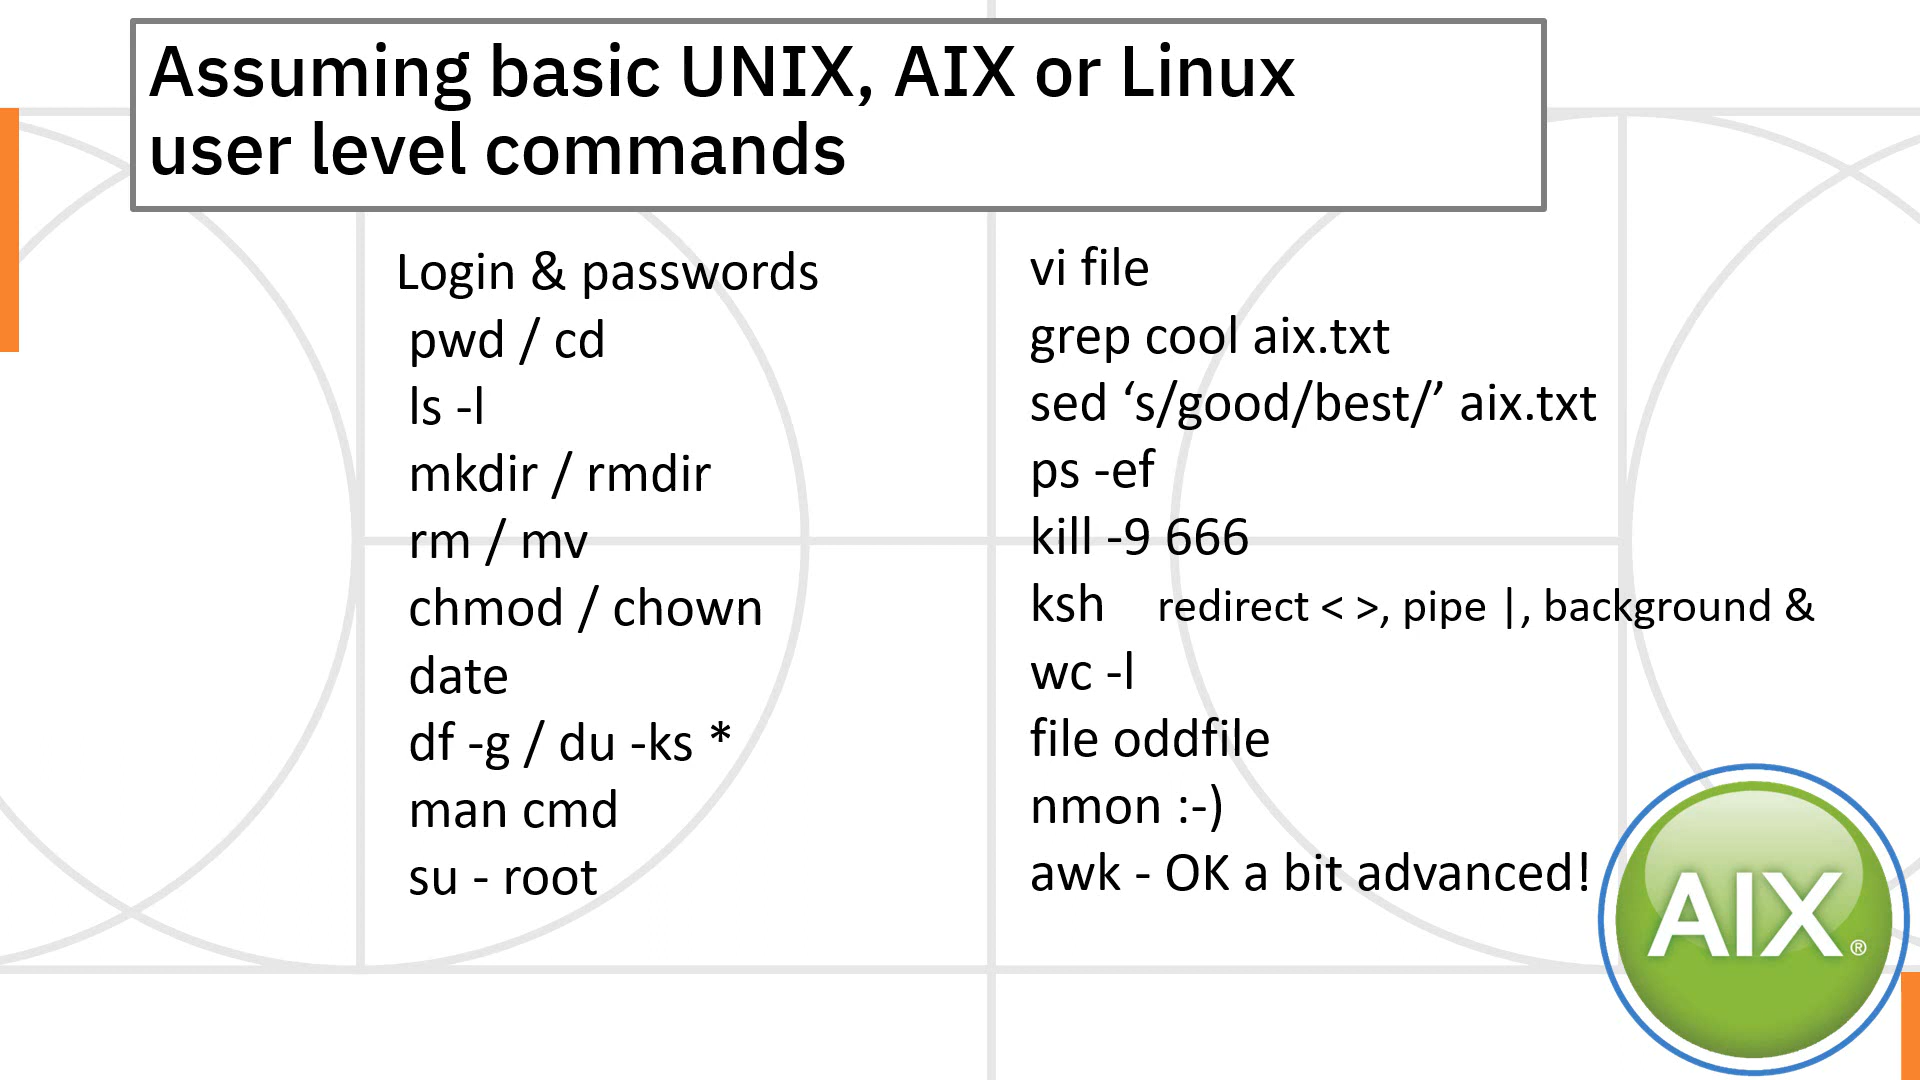 Assuming basic UNIX, AIX or Linux
user level commands
Login & passwords
pwd / cd
ls -l
mkdir / rmdir
rm / mv
chmod / chown
date
df -g / du -ks *
man cmd
su - root
vi file
grep cool aix.txt
sed ‘s/good/best/’ aix.txt
ps -ef
kill -9 666
ksh redirect < >, pipe |, background &
wc -l
file oddfile
nmon :-)
awk - OK a bit advanced!
AIX®